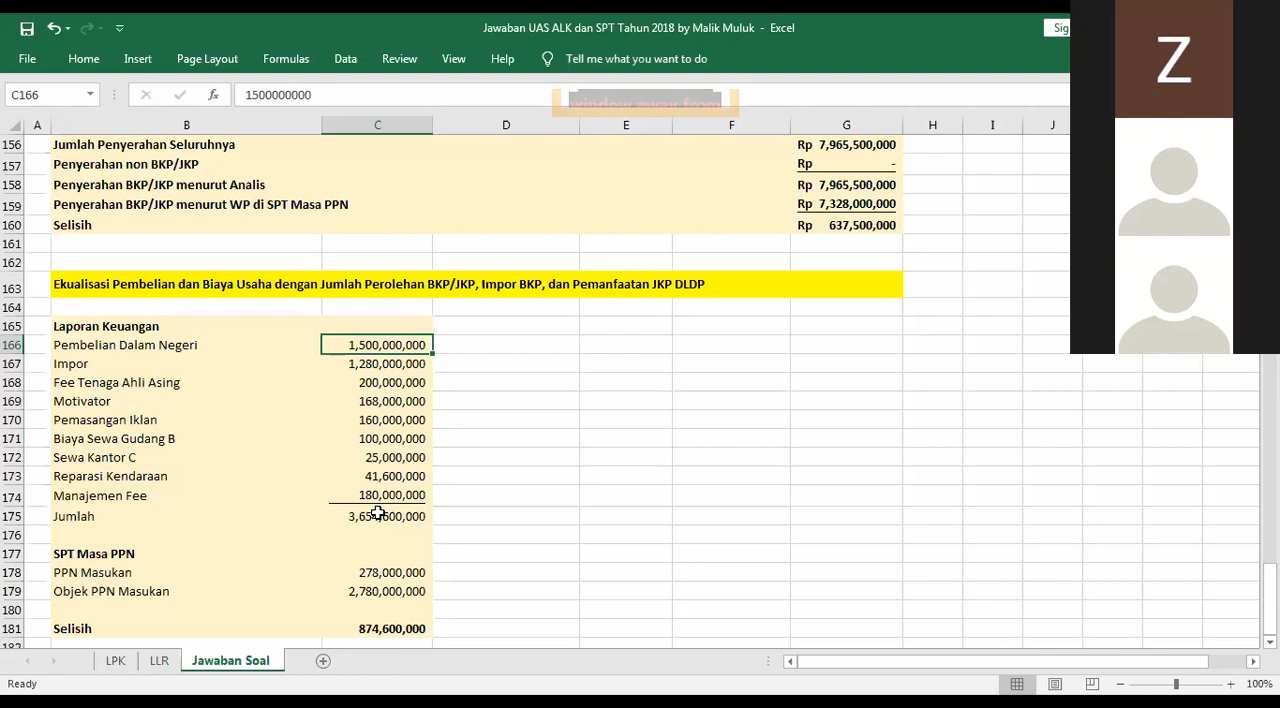 Jawaban UAS ALK dan SPT Tahun 2018 by Malik Muluk - Excel
Sig
File Home Insert Page Layout Formulas Data Review View Help Tell me what you want to do
C166 fx 1500000000
window away from
Z
A B C D E F G H I J
156 Jumlah Penyerahan Seluruhnya Rp 7,965,500,000
157 Penyerahan non BKP/JKP Rp -
158 Penyerahan BKP/JKP menurut Analis Rp 7,965,500,000
159 Penyerahan BKP/JKP menurut WP di SPT Masa PPN Rp 7,328,000,000
160 Selisih Rp 637,500,000
161
162
163 Ekualisasi Pembelian dan Biaya Usaha dengan Jumlah Perolehan BKP/JKP, Impor BKP, dan Pemanfaatan JKP DLDP
164
165 Laporan Keuangan
166 Pembelian Dalam Negeri 1,500,000,000
167 Impor 1,280,000,000
168 Fee Tenaga Ahli Asing 200,000,000
169 Motivator 168,000,000
170 Pemasangan Iklan 160,000,000
171 Biaya Sewa Gudang B 100,000,000
172 Sewa Kantor C 25,000,000
173 Reparasi Kendaraan 41,600,000
174 Manajemen Fee 180,000,000
175 Jumlah
176
177 SPT Masa PPN
178 PPN Masukan 278,000,000
179 Objek PPN Masukan 2,780,000,000
180
181 Selisih 874,600,000
182
LPK LLR Jawaban Soal
Ready 100%